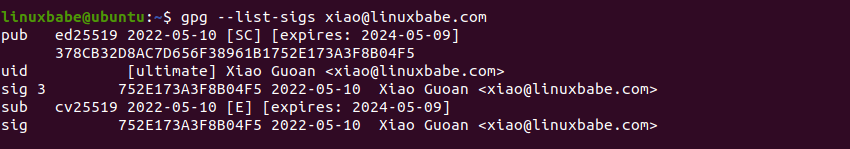 linuxbabe@ubuntu:~$ gpg --list-sigs xiao@linuxbabe.com
pub   ed25519 2022-05-10 [SC] [expires: 2024-05-09]
      378CB32D8AC7D656F38961B1752E173A3F8B04F5
uid           [ultimate] Xiao Guoan <xiao@linuxbabe.com>
sig 3        752E173A3F8B04F5 2022-05-10  Xiao Guoan <xiao@linuxbabe.com>
sub   cv25519 2022-05-10 [E] [expires: 2024-05-09]
sig          752E173A3F8B04F5 2022-05-10  Xiao Guoan <xiao@linuxbabe.com>